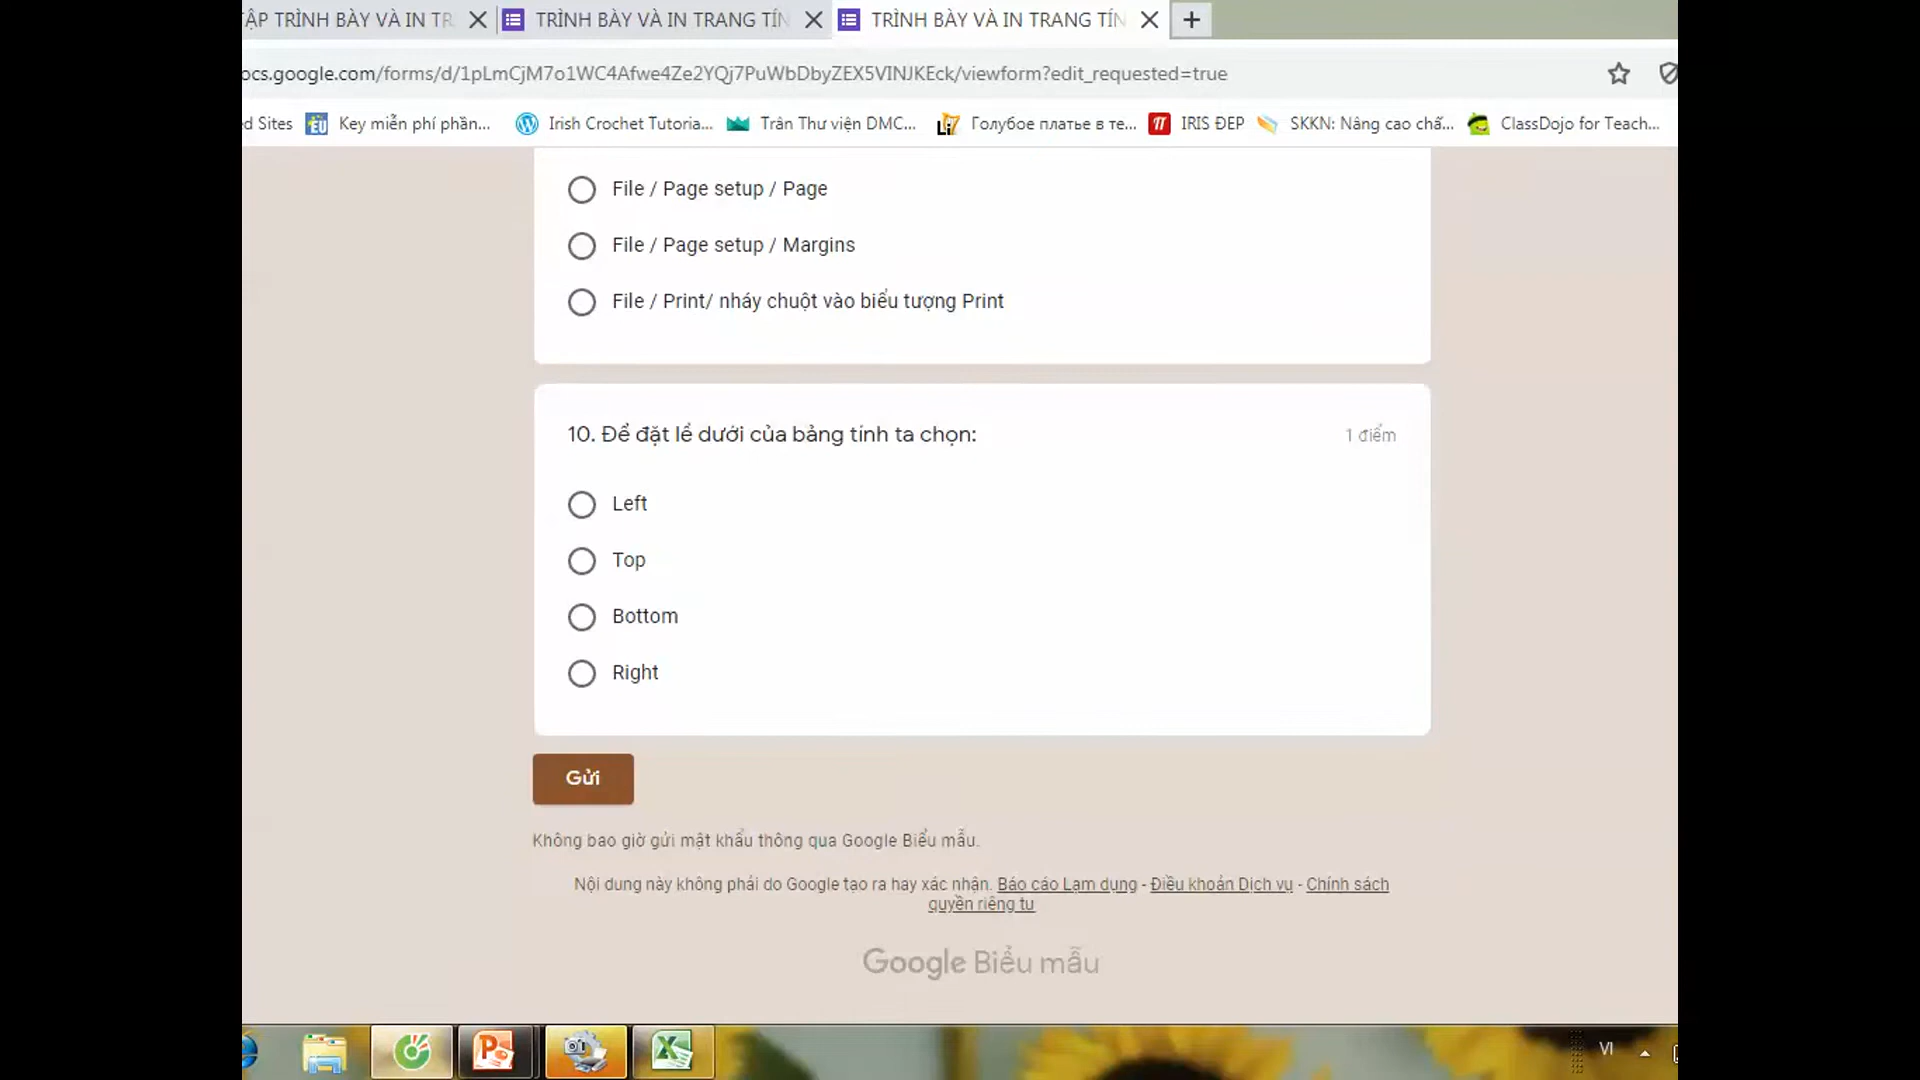 ẬP TRÌNH BÀY VÀ IN TR
TRÌNH BÀY VÀ IN TRANG TÍN
TRÌNH BÀY VÀ IN TRANG TÍN
ocs.google.com/forms/d/1pLmCjM7o1WC4Afwe4Ze2YQj7PuWbDbyZEX5VINJKEck/viewform?edit_requested=true
d Sites
Key miễn phí phần...
Irish Crochet Tutoria...
Trân Thư viện DMC...
Голубое платье в те...
IRIS ĐẸP
SKKN: Nâng cao chấ...
ClassDojo for Teach...
File / Page setup / Page
File / Page setup / Margins
File / Print/ nháy chuột vào biểu tượng Print
10. Để đặt lề dưới của bảng tính ta chọn:
1 điểm
Left
Top
Bottom
Right
Gửi
Không bao giờ gửi mật khẩu thông qua Google Biểu mẫu.
Nội dung này không phải do Google tạo ra hay xác nhận. Báo cáo Lạm dụng - Điều khoản Dịch vụ - Chính sách
quyền riêng tư
Google Biểu mẫu
VI